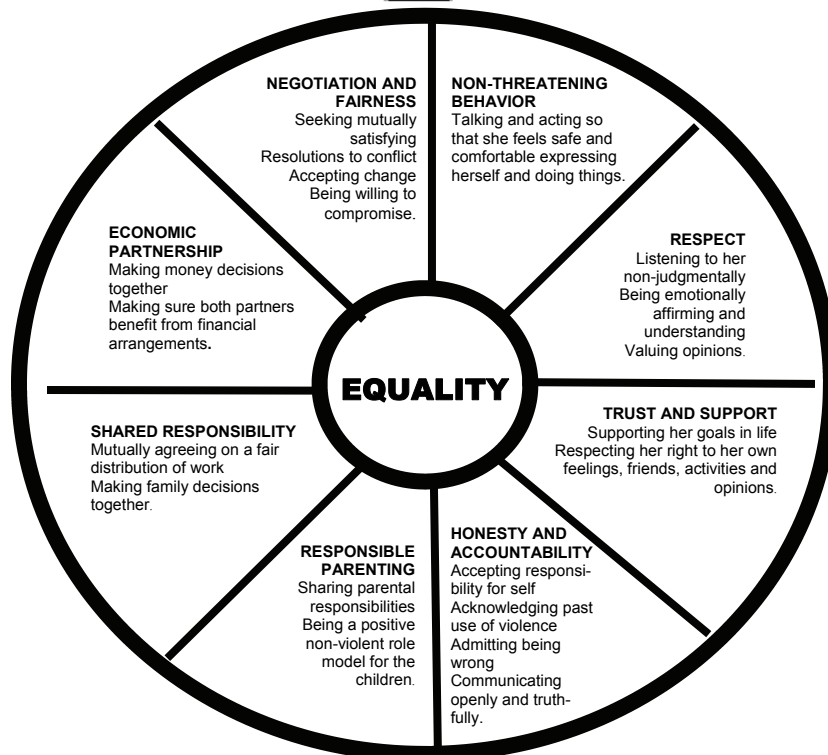 NEGOTIATION AND
FAIRNESS
Seeking mutually
satisfying
Resolutions to conflict
Accepting change
Being willing to
compromise.
NON-THREATENING
BEHAVIOR
Talking and acting so
that she feels safe and
comfortable expressing
herself and doing things.
RESPECT
Listening to her
non-judgmentally
Being emotionally
affirming and
understanding
Valuing opinions.
TRUST AND SUPPORT
Supporting her goals in life
Respecting her right to her own
feelings, friends, activities and
opinions.
HONESTY AND
ACCOUNTABILITY
Accepting responsi-
bility for self
Acknowledging past
use of violence
Admitting being
wrong
Communicating
openly and truth-
fully.
RESPONSIBLE
PARENTING
Sharing parental
responsibilities
Being a positive
non-violent role
model for the
children.
SHARED RESPONSIBILITY
Mutually agreeing on a fair
distribution of work
Making family decisions
together.
ECONOMIC
PARTNERSHIP
Making money decisions
together
Making sure both partners
benefit from financial
arrangements.
EQUALITY